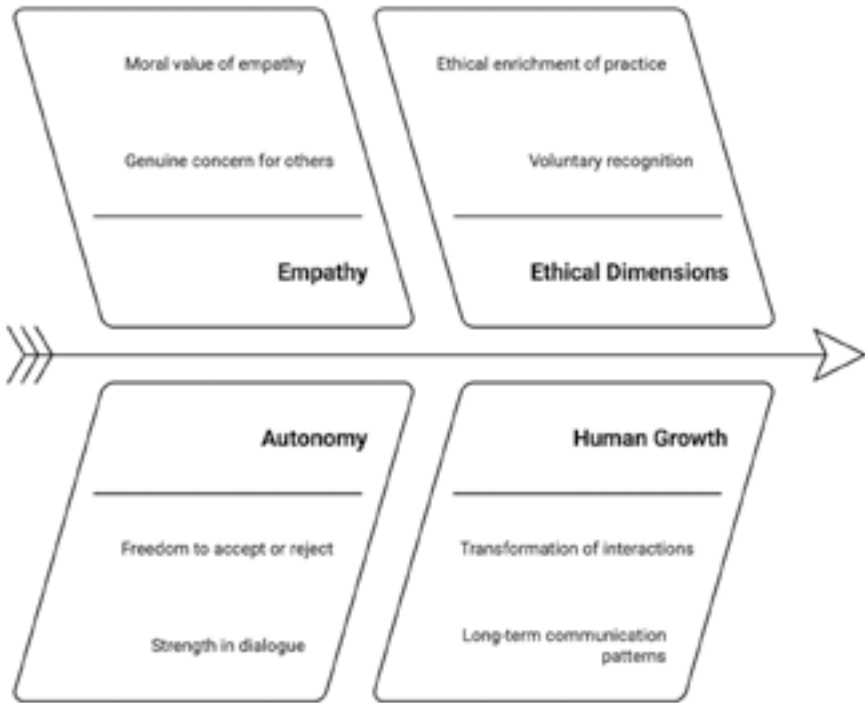 Moral value of empathy
Genuine concern for others
Empathy
Ethical enrichment of practice
Voluntary recognition
Ethical Dimensions
Autonomy
Freedom to accept or reject
Strength in dialogue
Human Growth
Transformation of interactions
Long-term communication
patterns